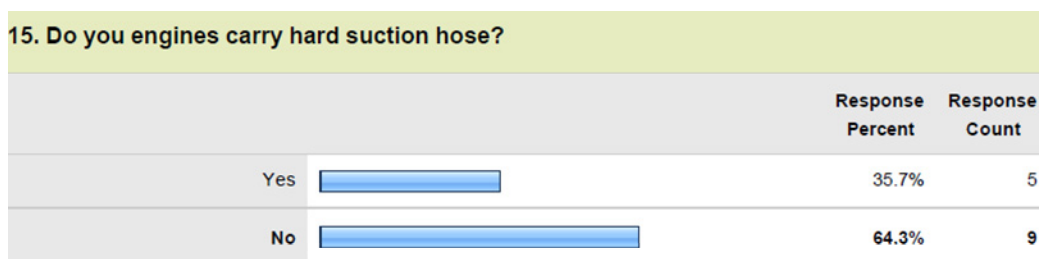 15. Do you engines carry hard suction hose?
Response Percent Response Count
Yes 35.7% 5
No 64.3% 9